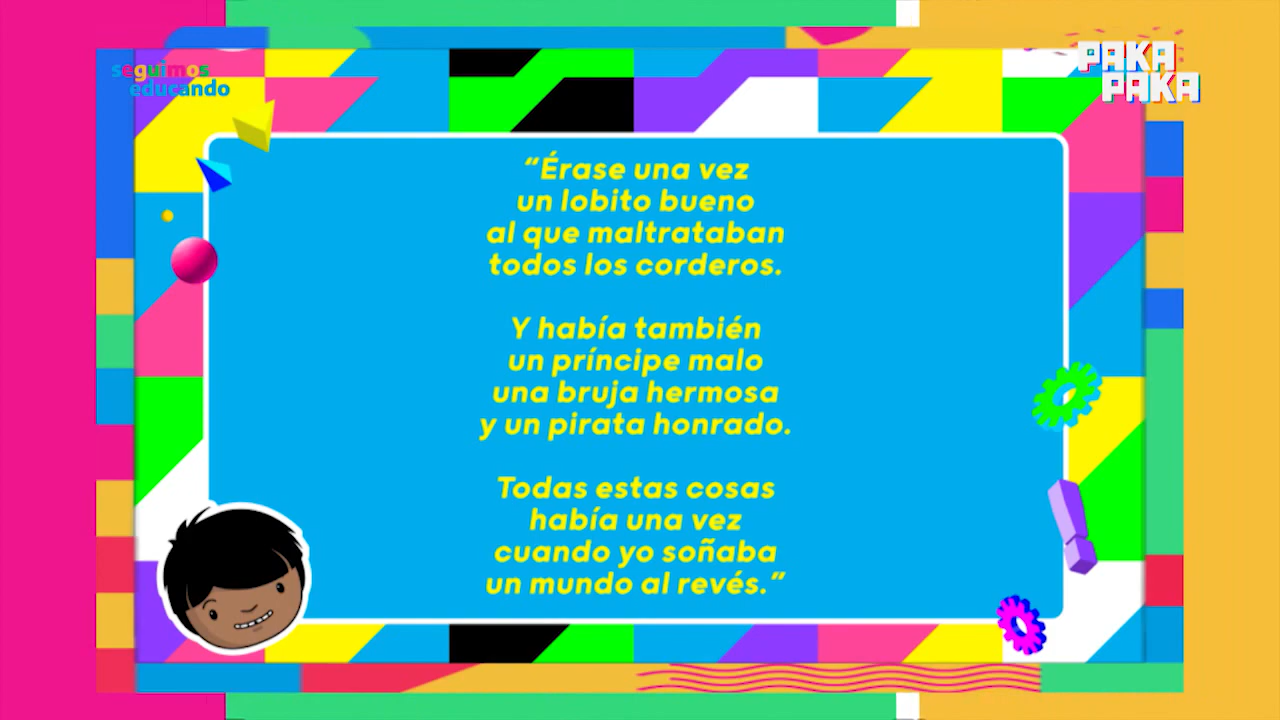 seguimos
educando
PAKA
PAKA
“Érase una vez
un lobito bueno
al que maltrataban
todos los corderos.
Y había también
un príncipe malo
una bruja hermosa
y un pirata honrado.
Todas estas cosas
había una vez
cuando yo soñaba
un mundo al revés.”